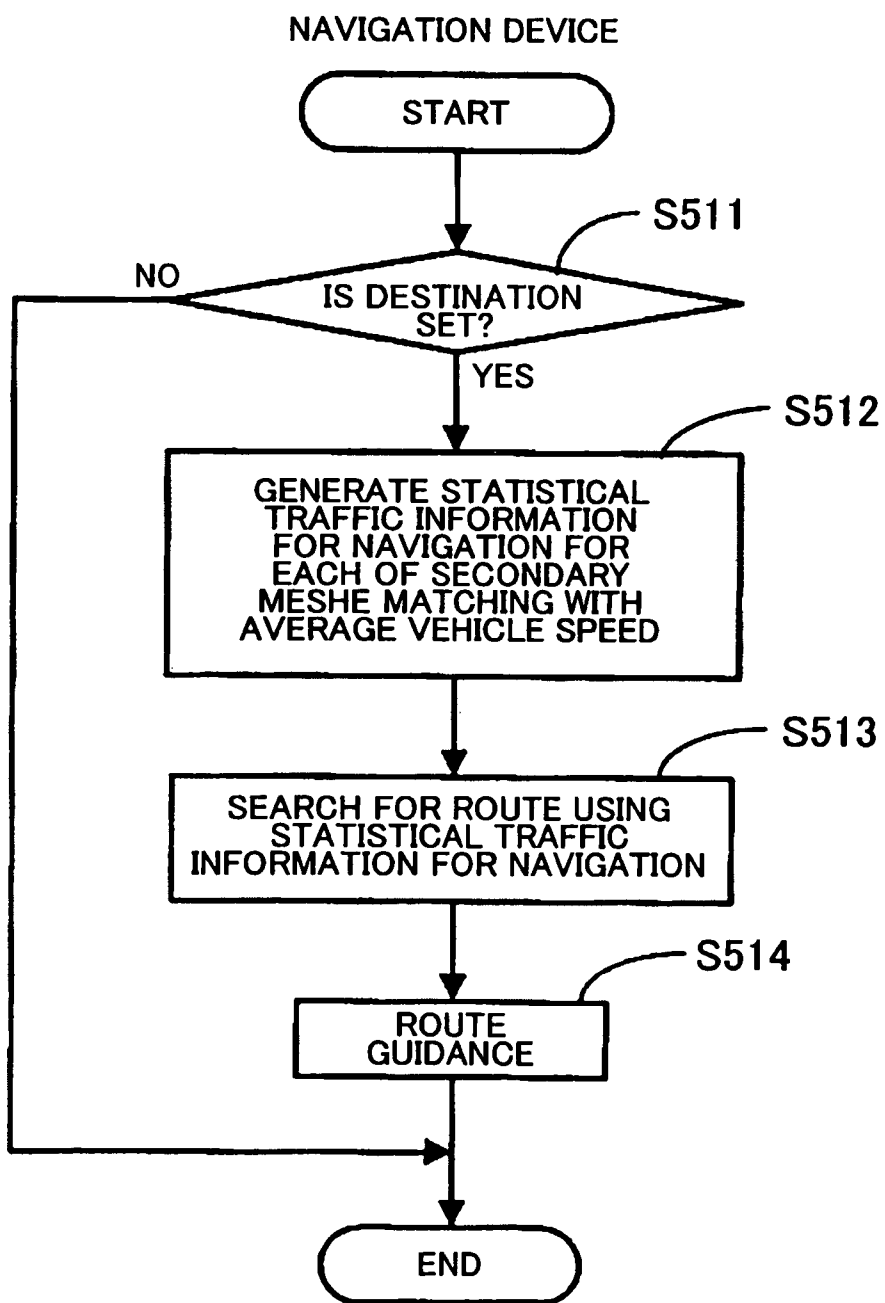 NAVIGATION DEVICE
START
S511
NO
IS DESTINATION
SET?
YES
S512
GENERATE STATISTICAL
TRAFFIC INFORMATION
FOR NAVIGATION FOR
EACH OF SECONDARY
MESHE MATCHING WITH
AVERAGE VEHICLE SPEED
S513
SEARCH FOR ROUTE USING
STATISTICAL TRAFFIC
INFORMATION FOR NAVIGATION
S514
ROUTE
GUIDANCE
END